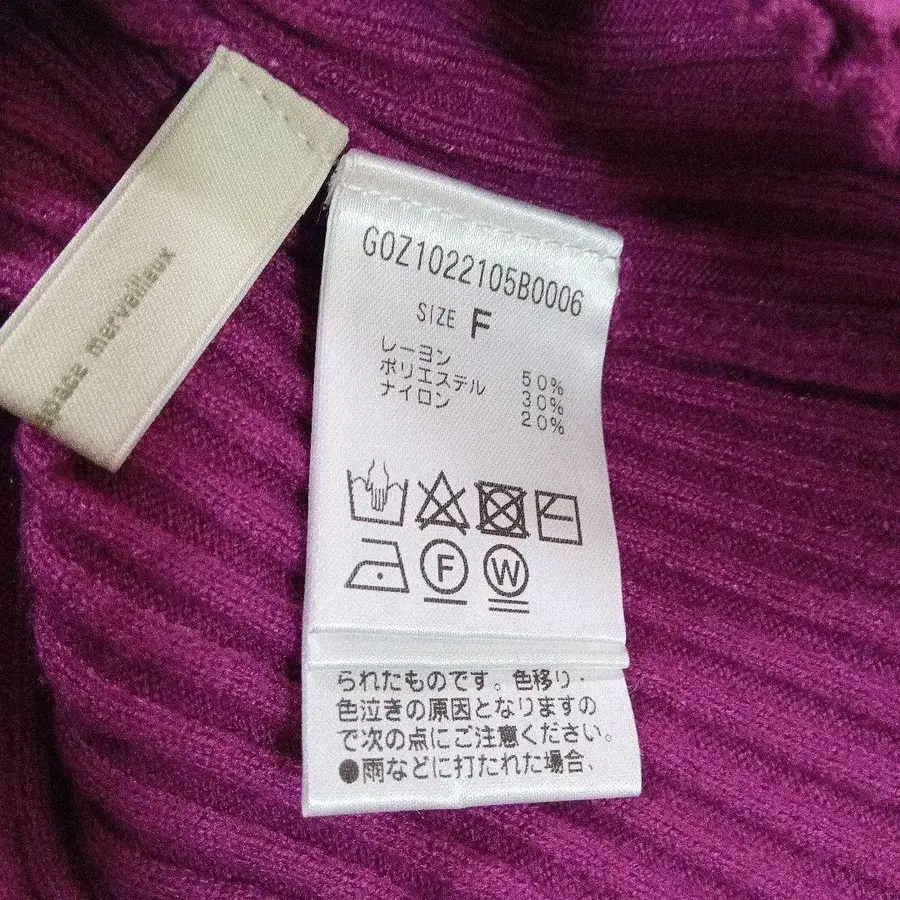 space merveilleux
G0Z1022105B0006
SIZE F
レーヨン 50%
ポリエステル 30%
ナイロン 20%
F W
られたものです。色移り・
色泣きの原因となりますの
で次の点にご注意ください。
●雨などに打たれた場合、